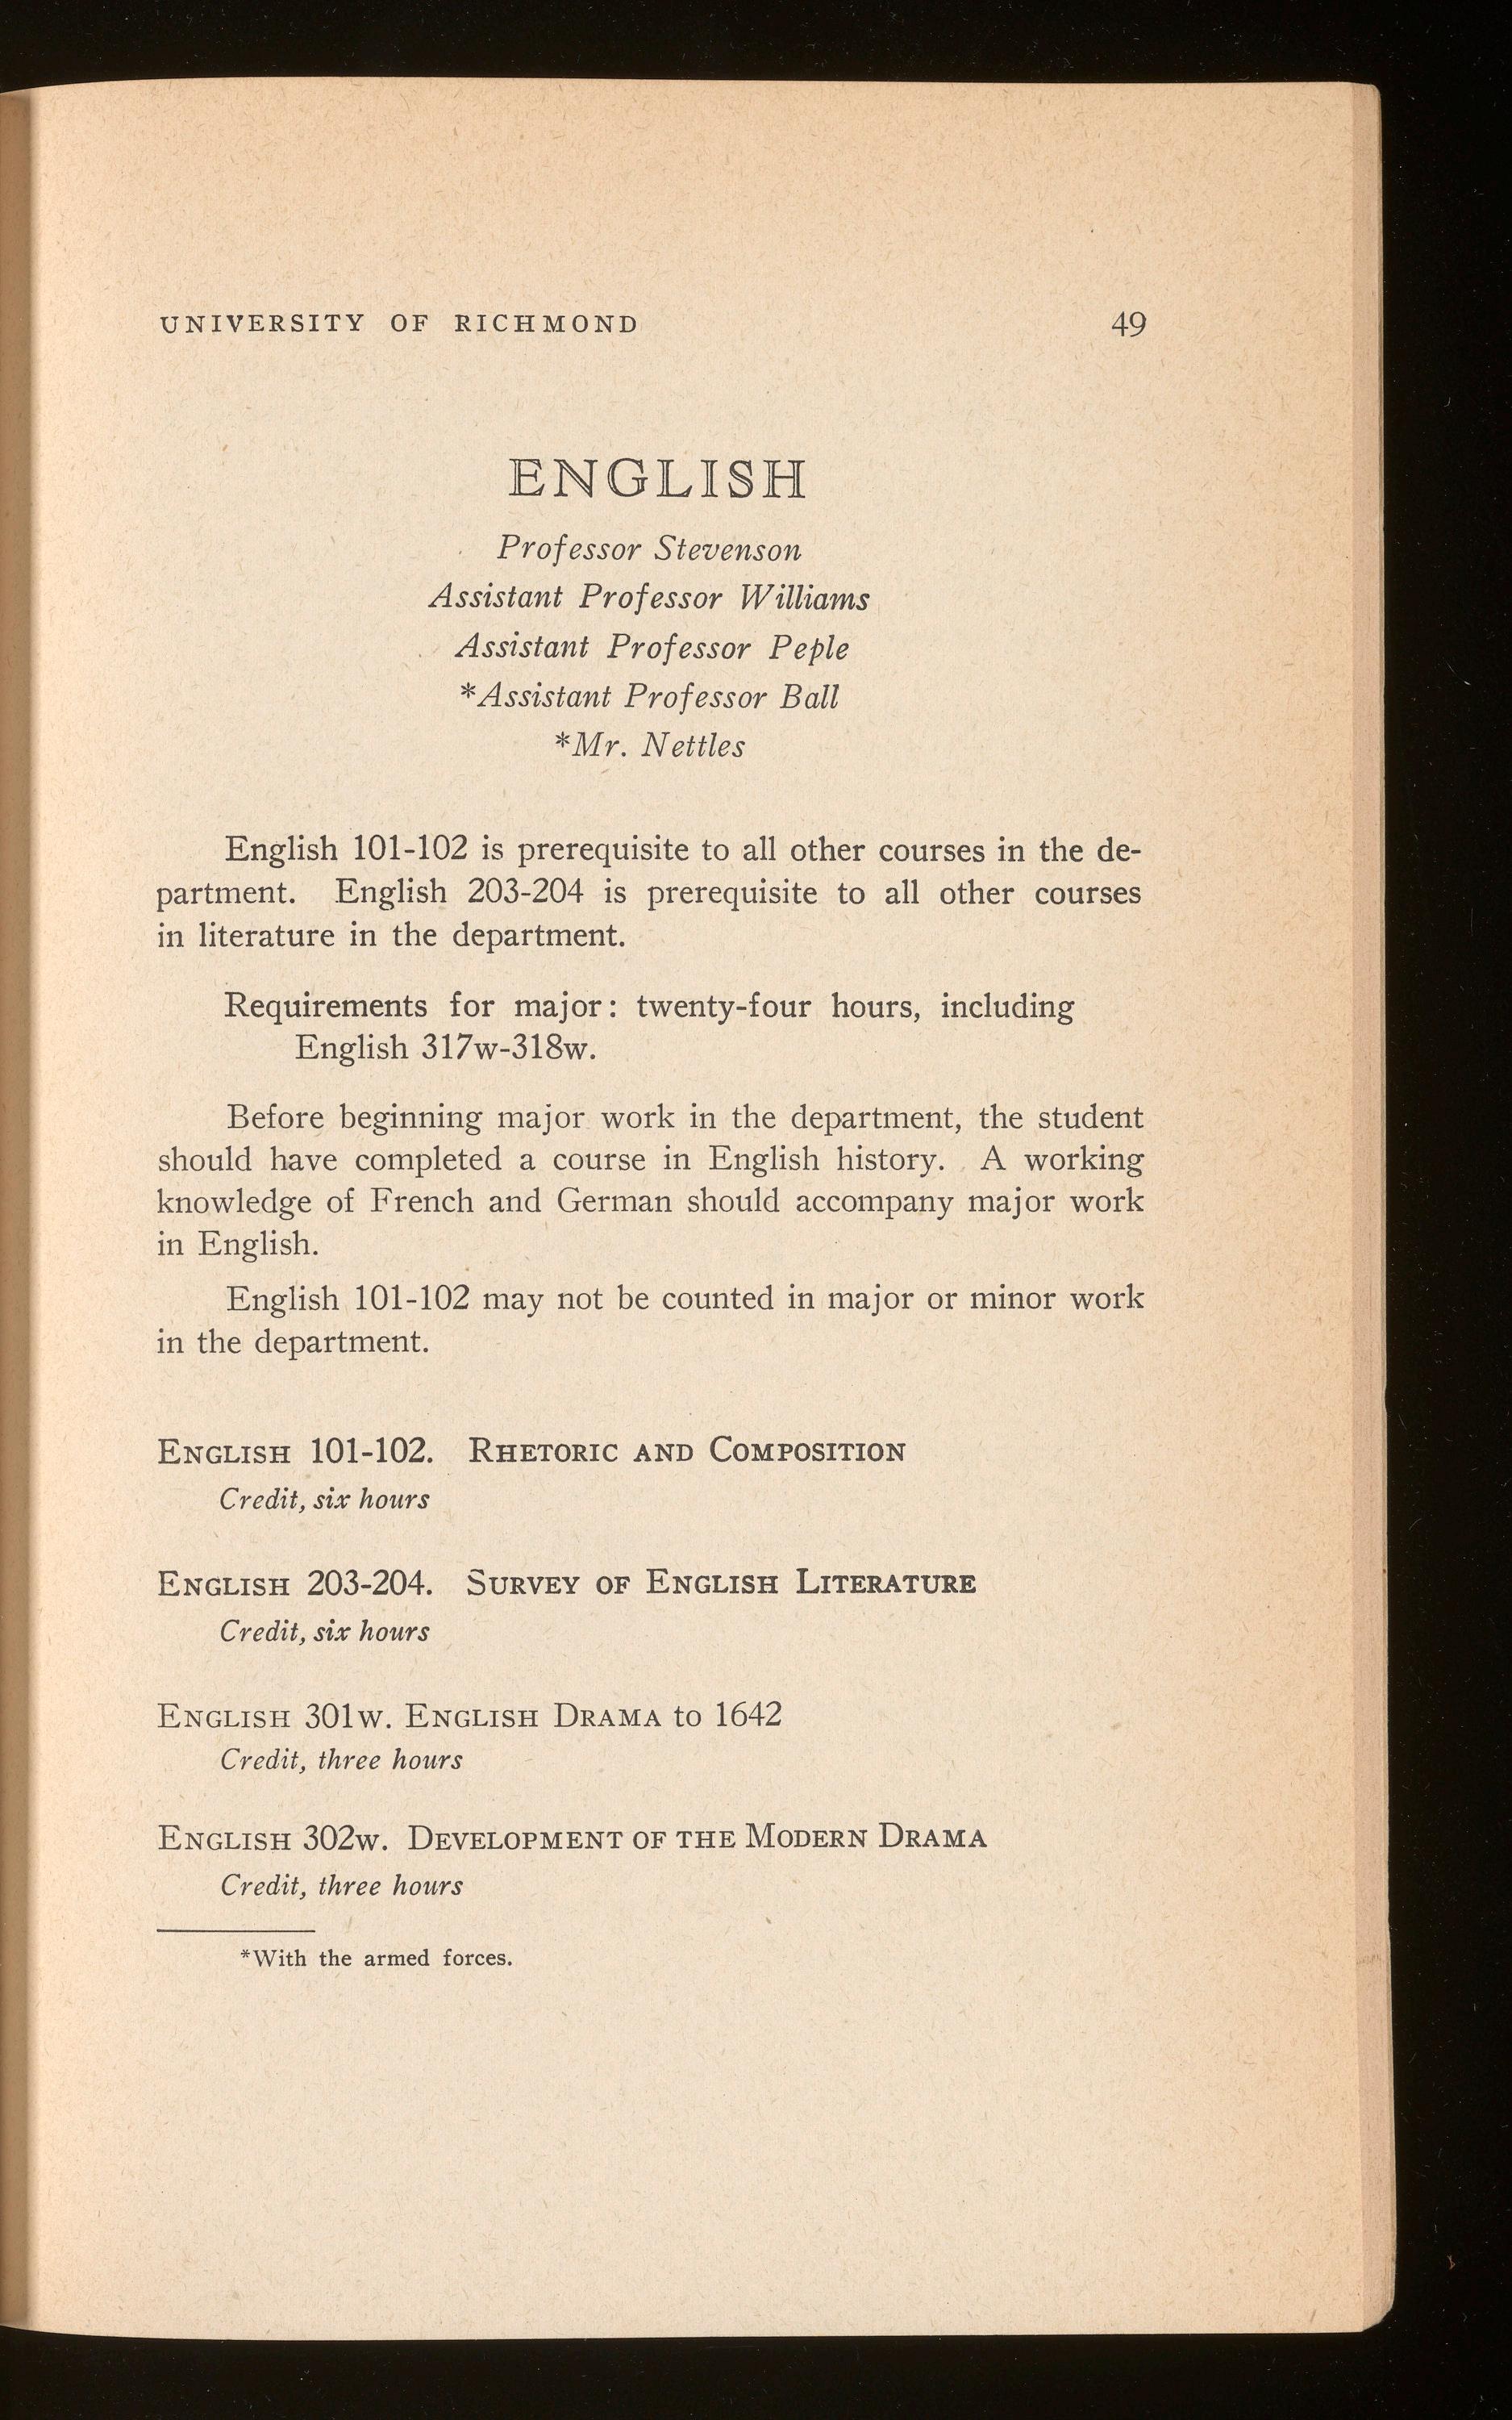 UNIVERSITY OF RICHMOND 49
ENGLISH
Professor Stevenson
Assistant Professor Williams
Assistant Professor Peple
*Assistant Professor Ball
*Mr. Nettles
English 101-102 is prerequisite to all other courses in the de-
partment. English 203-204 is prerequisite to all other courses
in literature in the department.
Requirements for major: twenty-four hours, including
English 317w-318w.
Before beginning major work in the department, the student
should have completed a course in English history. A working
knowledge of French and German should accompany major work
in English.
English 101-102 may not be counted in major or minor work
in the department.
ENGLISH 101-102. RHETORIC AND COMPOSITION
Credit, six hours
ENGLISH 203-204. SURVEY OF ENGLISH LITERATURE
Credit, six hours
ENGLISH 301w. ENGLISH DRAMA to 1642
Credit, three hours
ENGLISH 302w. DEVELOPMENT OF THE MODERN DRAMA
Credit, three hours
*With the armed forces.